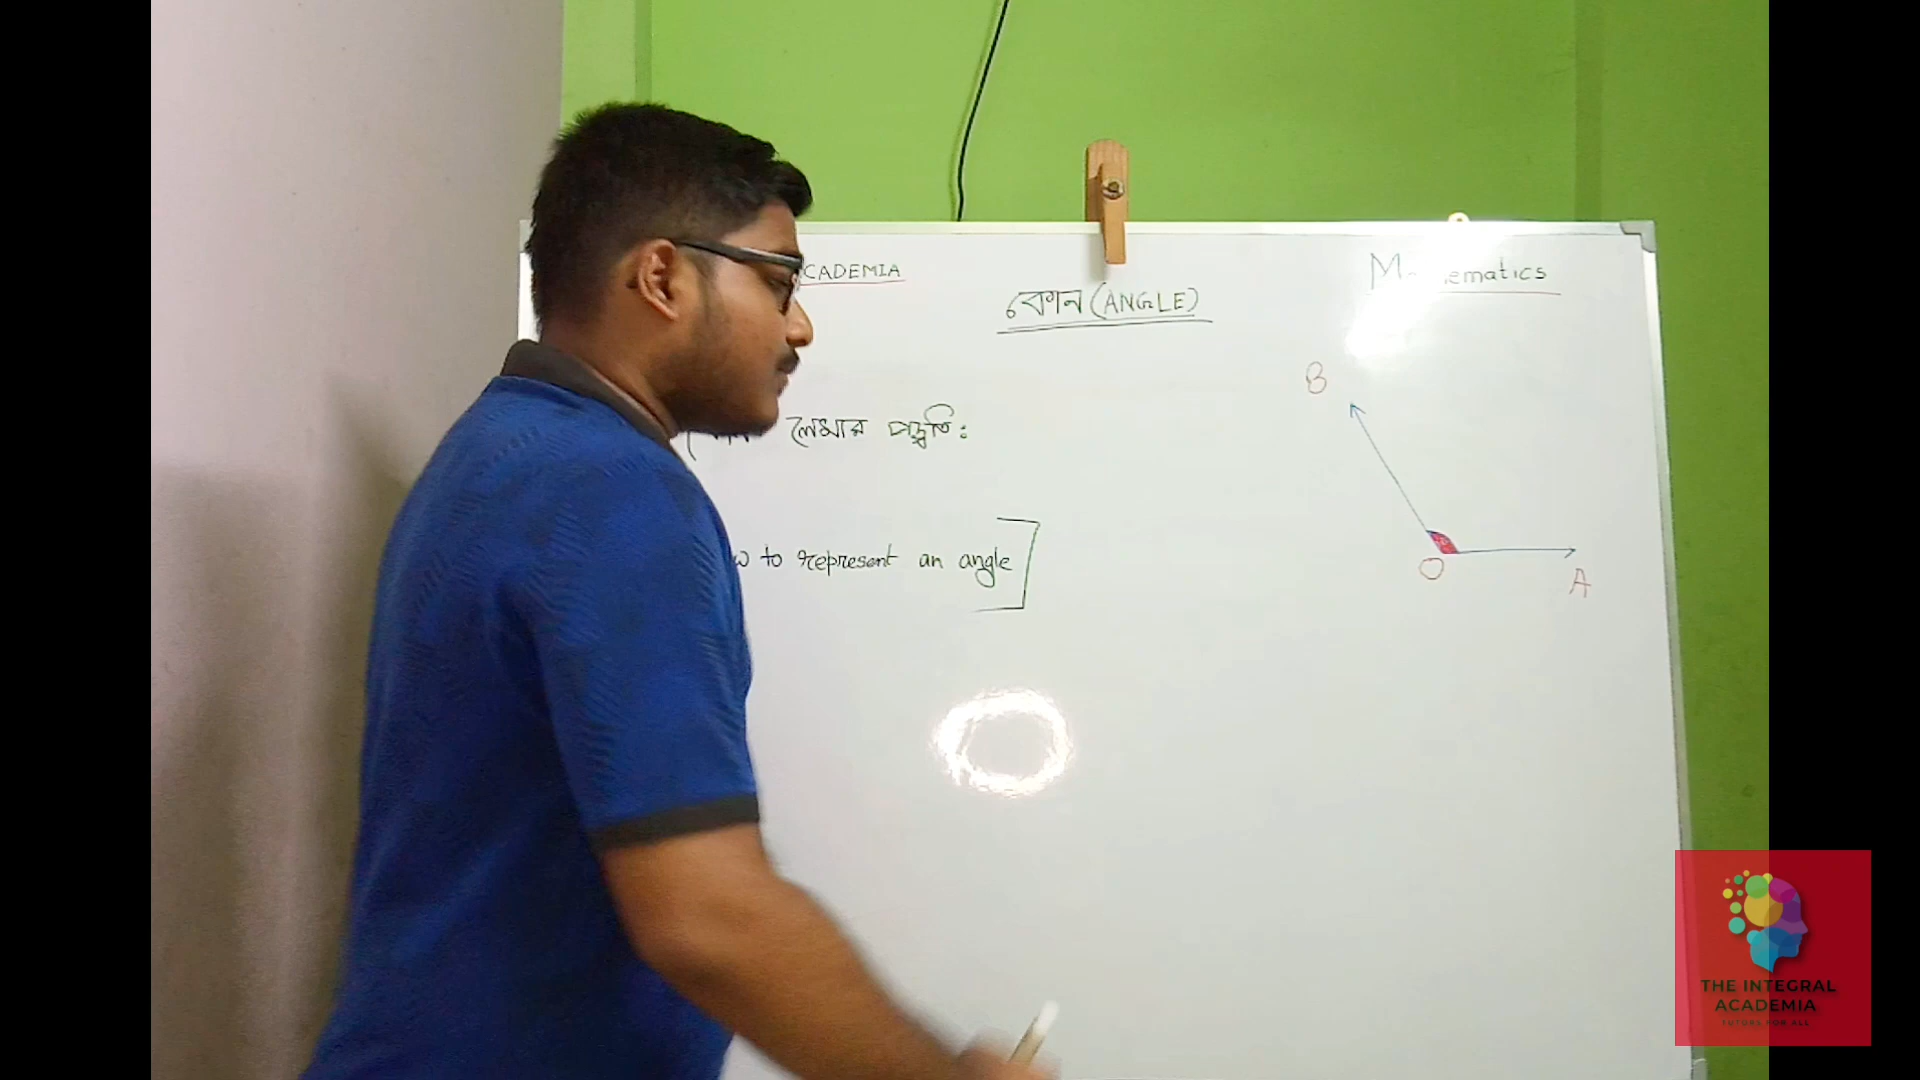 CADEMIA
Mathematics
কোন (ANGLE)
লেখার পদ্ধতি:
to represent an angle
B
O
A
THE INTEGRAL
ACADEMIA
TUTORS FOR ALL